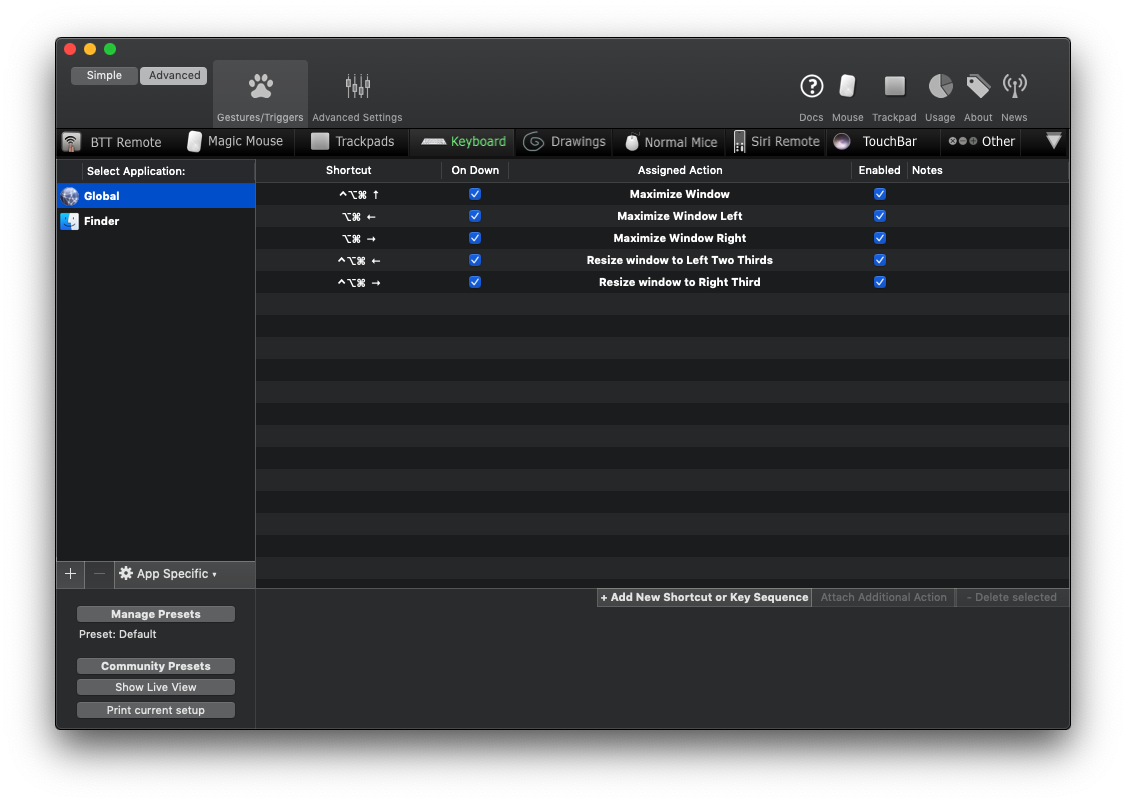 Simple Advanced
Gestures/Triggers Advanced Settings Docs Mouse Trackpad Usage About News
BTT Remote Magic Mouse Trackpads Keyboard Drawings Normal Mice Siri Remote TouchBar Other
Select Application: Shortcut On Down Assigned Action Enabled Notes
Global ^⌥⌘ ↑ Maximize Window
Finder ⌥⌘ ← Maximize Window Left
⌥⌘ → Maximize Window Right
^⌥⌘ ← Resize window to Left Two Thirds
^⌥⌘ → Resize window to Right Third
+ − App Specific ▾
+ Add New Shortcut or Key Sequence Attach Additional Action - Delete selected
Manage Presets
Preset: Default
Community Presets
Show Live View
Print current setup